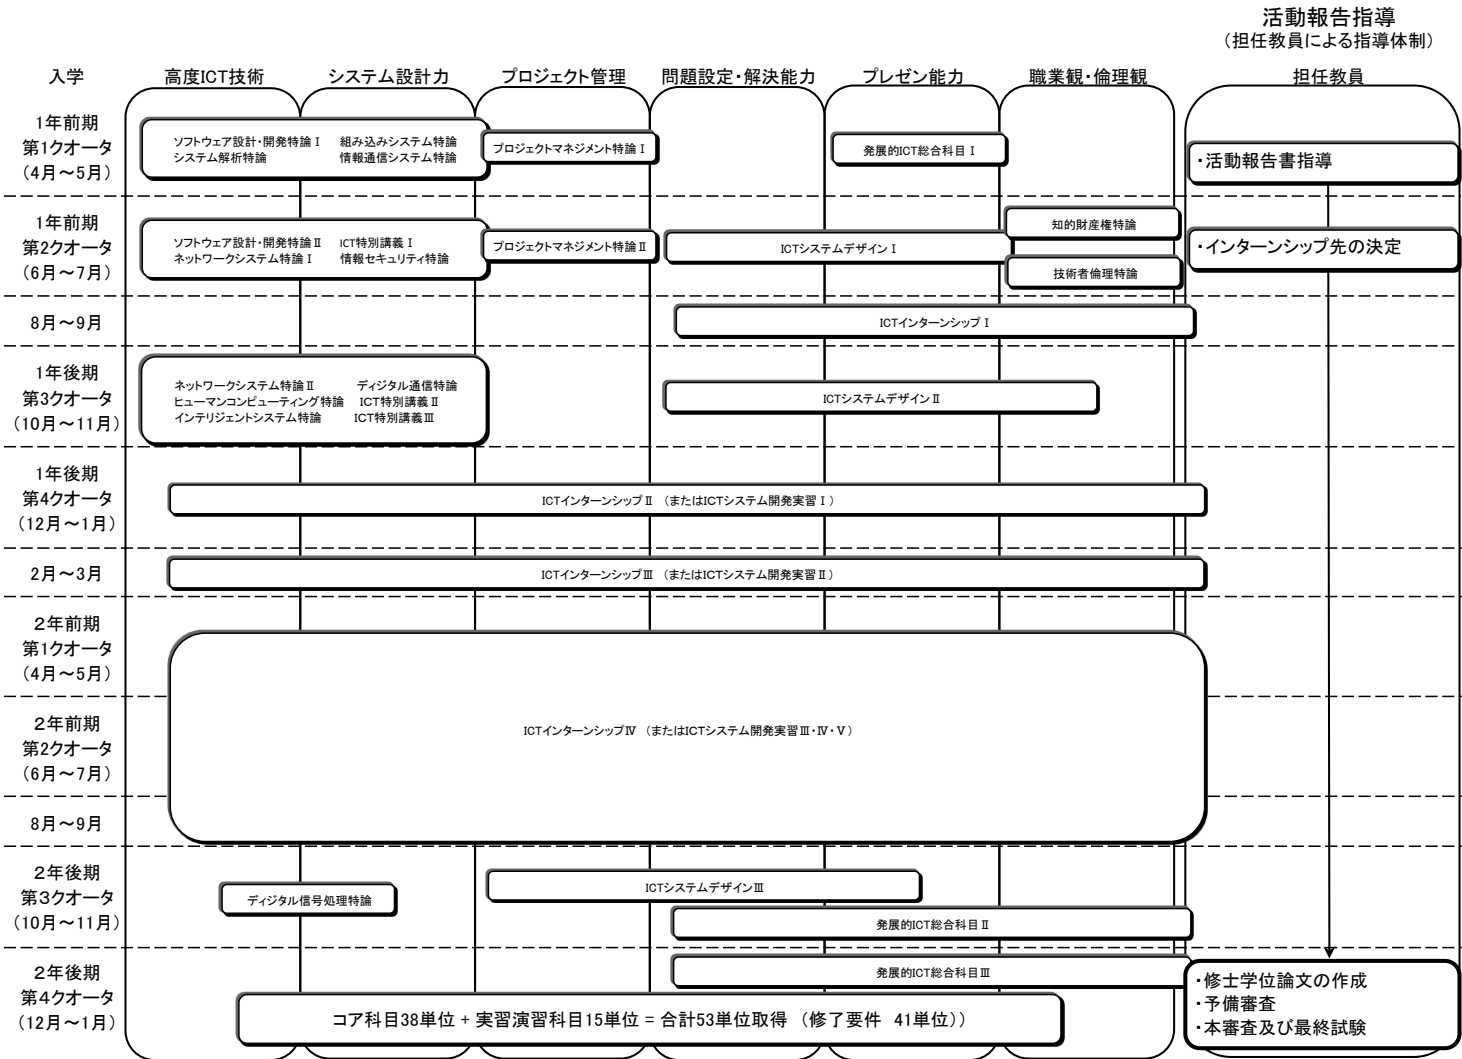 活動報告指導
（担任教員による指導体制）
入学
高度ICT技術
システム設計力
プロジェクト管理
問題設定・解決能力
プレゼン能力
職業観・倫理観
担任教員
1年前期
第1クオータ
（4月～5月）
ソフトウェア設計・開発特論Ⅰ 組み込みシステム特論
システム解析特論 情報通信システム特論
プロジェクトマネジメント特論Ⅰ
発展的ICT総合科目Ⅰ
・活動報告書指導
1年前期
第2クオータ
（6月～7月）
ソフトウェア設計・開発特論Ⅱ ICT特別講義Ⅰ
ネットワークシステム特論Ⅰ 情報セキュリティ特論
プロジェクトマネジメント特論Ⅱ
ICTシステムデザインⅠ
知的財産権特論
技術者倫理特論
・インターンシップ先の決定
8月～9月
ICTインターンシップⅠ
1年後期
第3クオータ
（10月～11月）
ネットワークシステム特論Ⅱ ディジタル通信特論
ヒューマンコンピューティング特論 ICT特別講義Ⅱ
インテリジェントシステム特論 ICT特別講義Ⅲ
ICTシステムデザインⅡ
1年後期
第4クオータ
（12月～1月）
ICTインターンシップⅡ （またはICTシステム開発実習Ⅰ）
2月～3月
ICTインターンシップⅢ （またはICTシステム開発実習Ⅱ）
２年前期
第1クオータ
（4月～5月）
２年前期
第2クオータ
（6月～7月）
ICTインターンシップⅣ （またはICTシステム開発実習Ⅲ・Ⅳ・Ⅴ）
8月～9月
２年後期
第３クオータ
（10月～11月）
ディジタル信号処理特論
ICTシステムデザインⅢ
発展的ICT総合科目Ⅱ
２年後期
第４クオータ
（12月～1月）
発展的ICT総合科目Ⅲ
コア科目38単位 + 実習演習科目15単位 = 合計53単位取得 （修了要件 41単位））
・修士学位論文の作成
・予備審査
・本審査及び最終試験